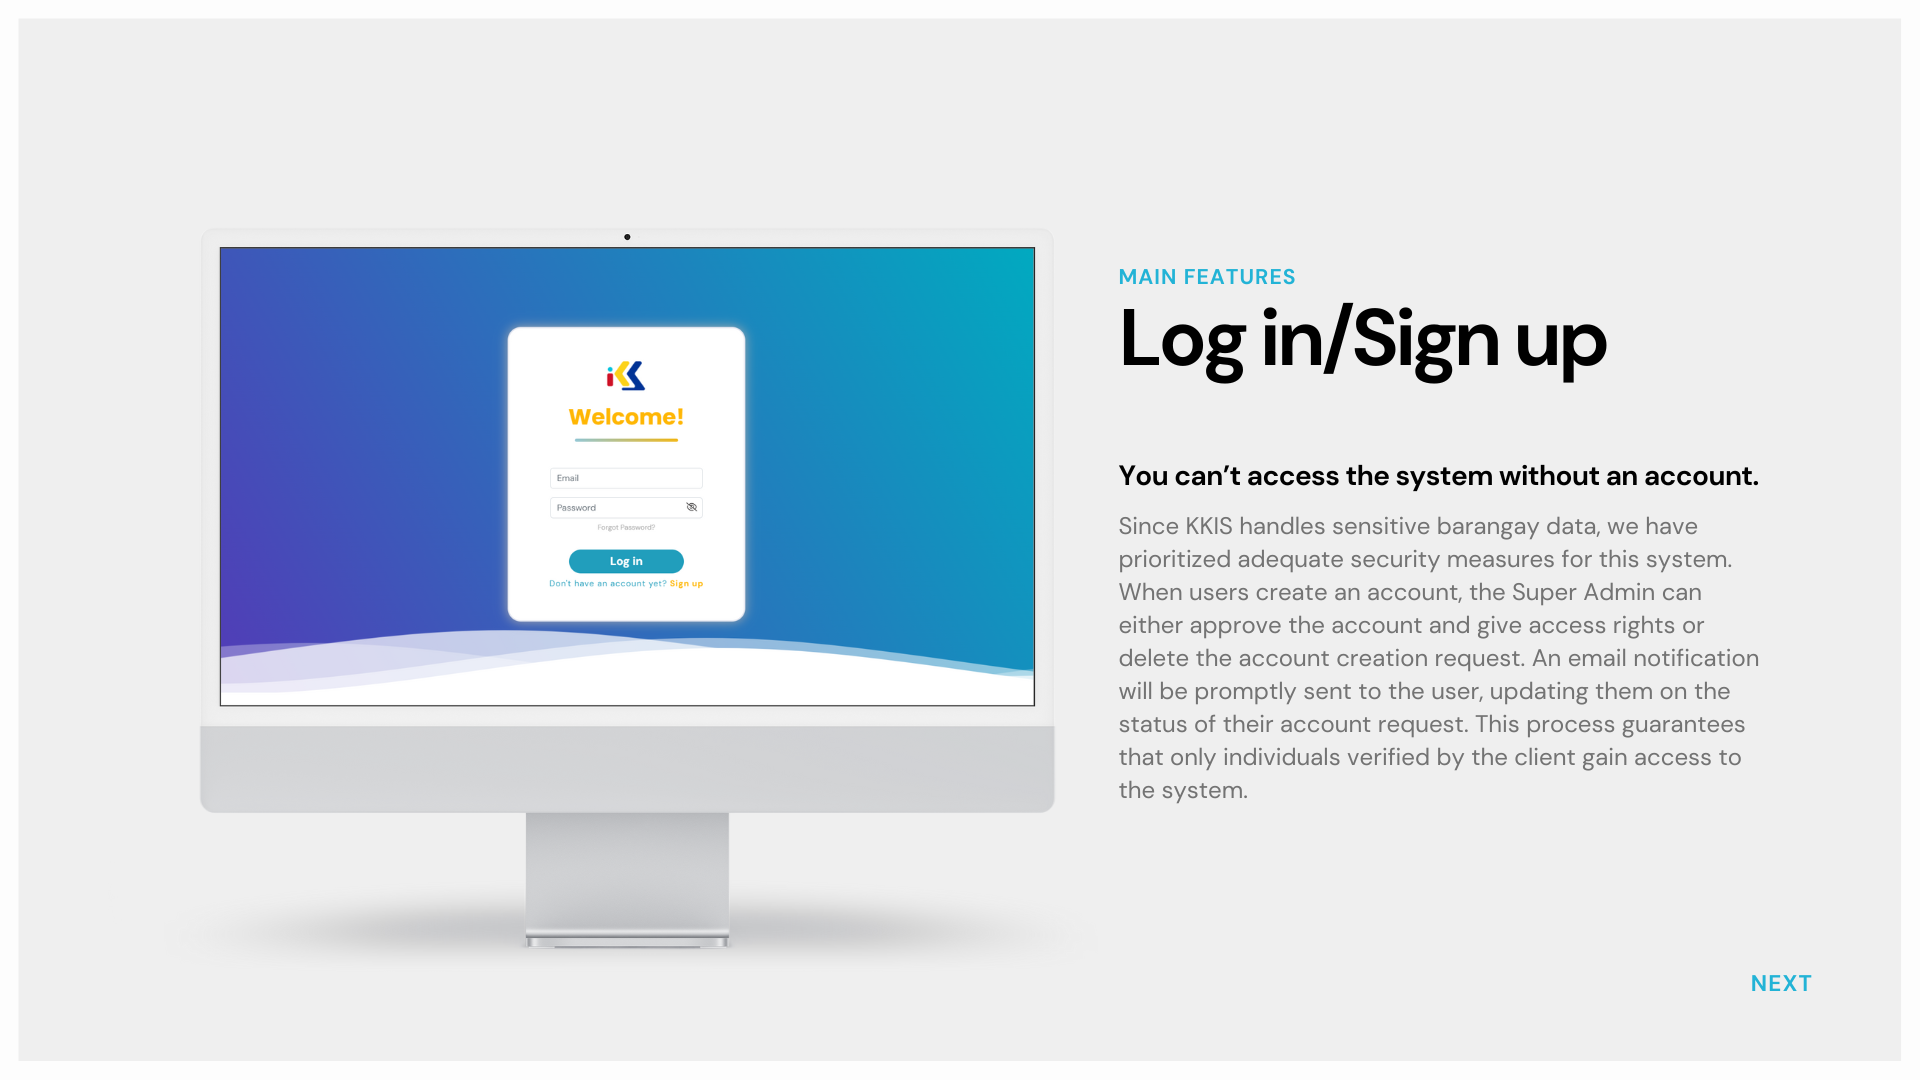 iKS
Welcome!
Email
Password
Forgot Password?
Log in
Don't have an account yet? Sign up
MAIN FEATURES
Log in/Sign up
You can’t access the system without an account.
Since KKIS handles sensitive barangay data, we have
prioritized adequate security measures for this system.
When users create an account, the Super Admin can
either approve the account and give access rights or
delete the account creation request. An email notification
will be promptly sent to the user, updating them on the
status of their account request. This process guarantees
that only individuals verified by the client gain access to
the system.
NEXT